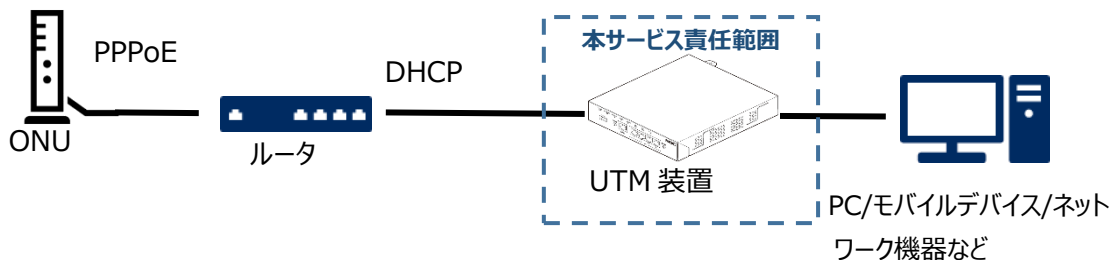 本サービス責任範囲
PPPoE
DHCP
ONU
ルータ
UTM 装置
PC/モバイルデバイス/ネット
ワーク機器など